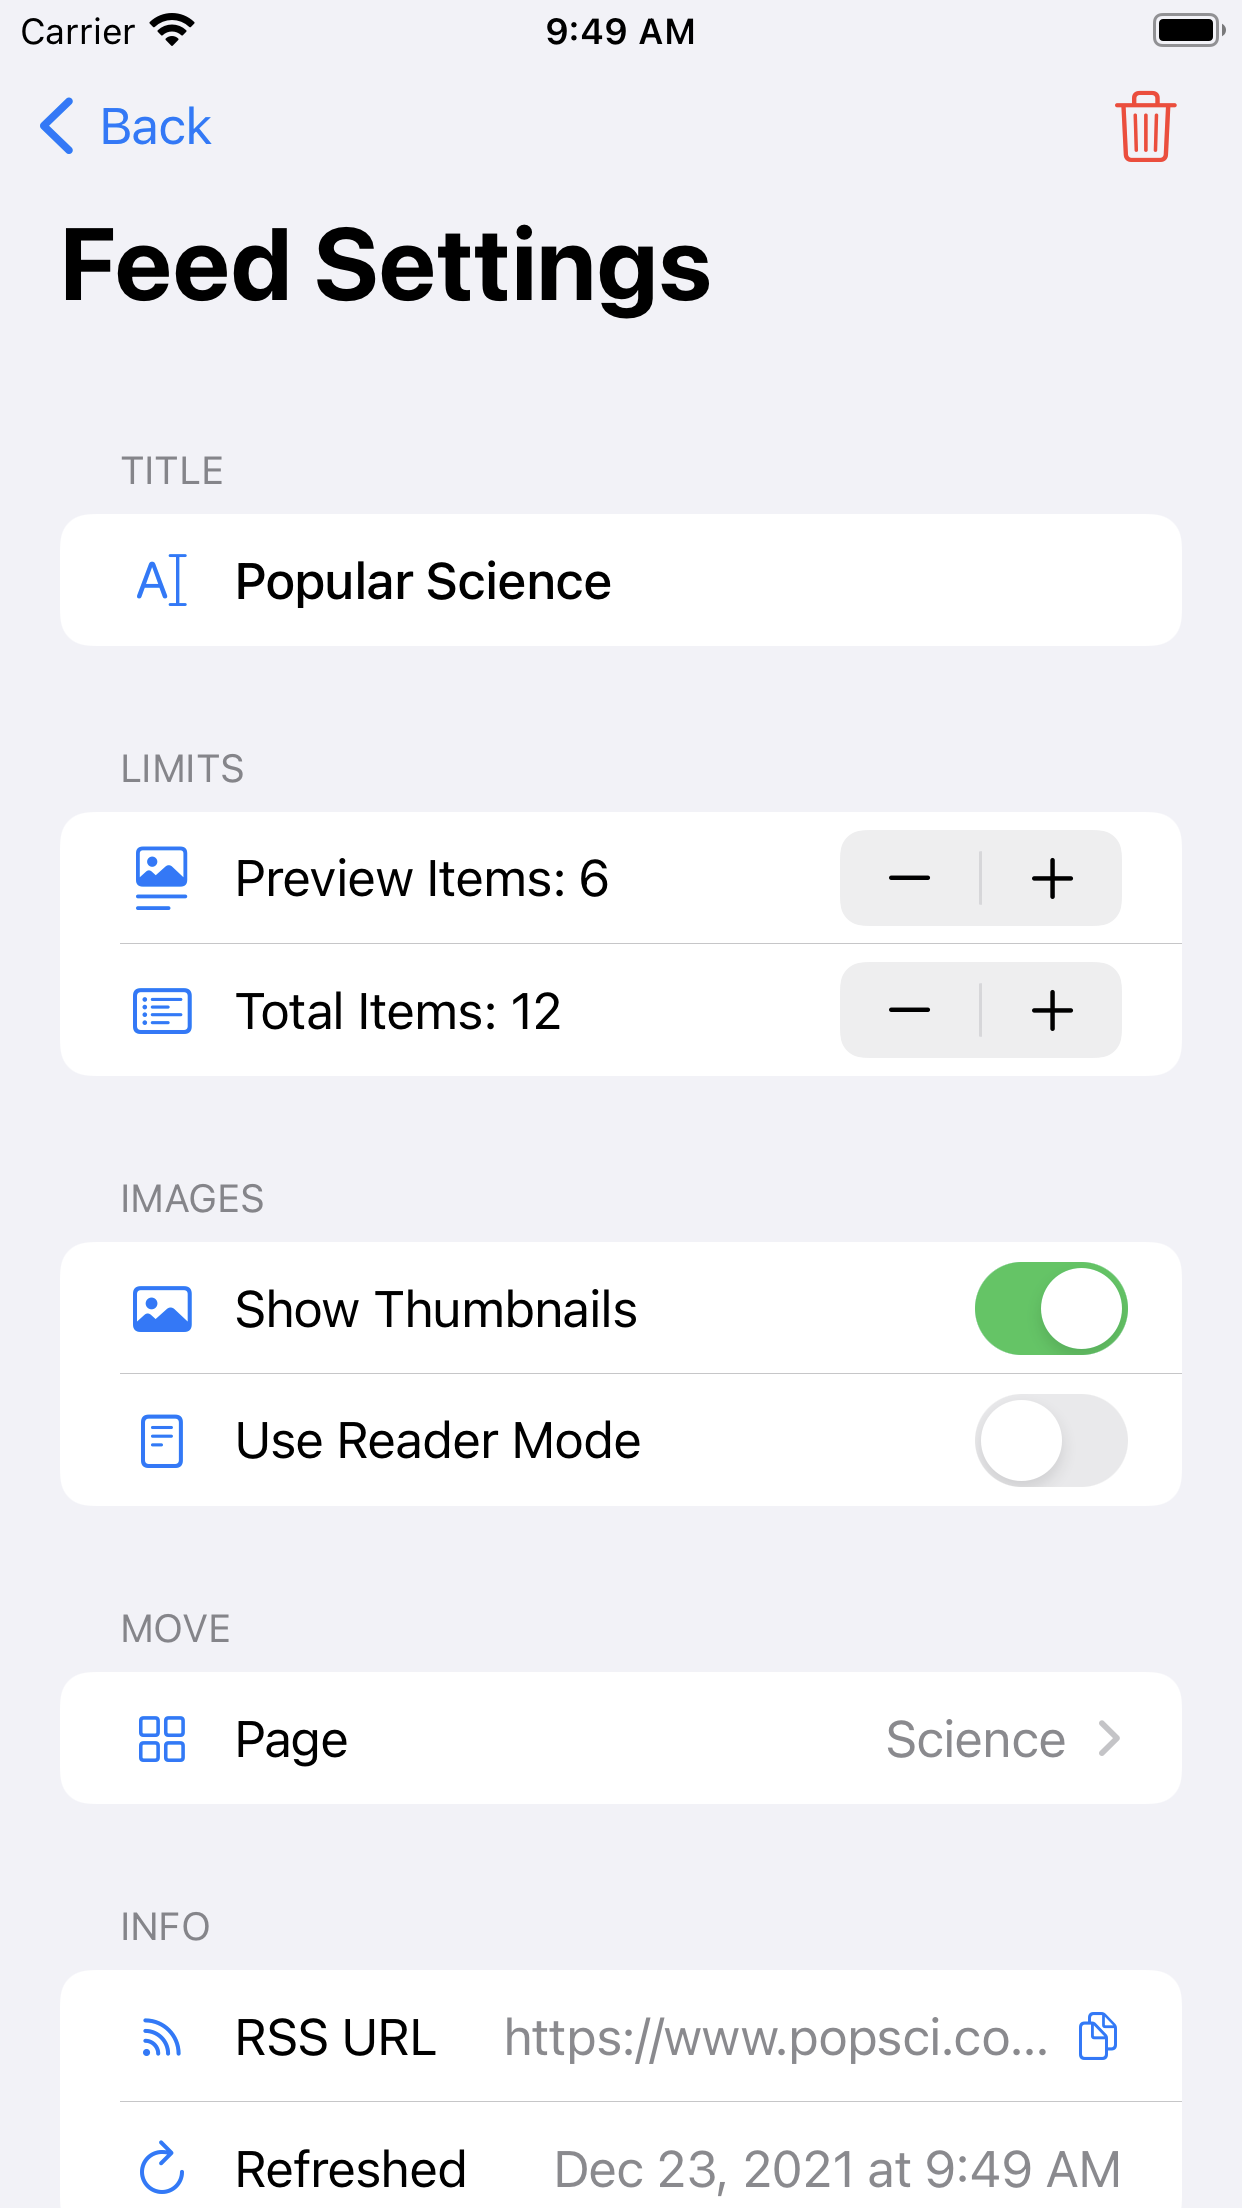 Carrier 9:49 AM
Back
Feed Settings
TITLE
Popular Science
LIMITS
Preview Items: 6
Total Items: 12
IMAGES
Show Thumbnails
Use Reader Mode
MOVE
Page Science
INFO
RSS URL https://www.popsci.co...
Refreshed Dec 23, 2021 at 9:49 AM